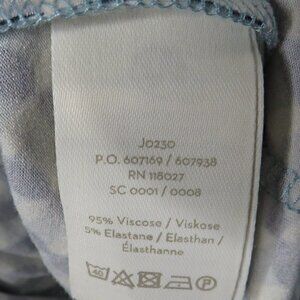 J0230
P.O. 607169 / 607938
RN 118027
SC 0001 / 0008
95% Viscose / Viskose
5% Elastane / Elasthan /
Élasthanne
40
P